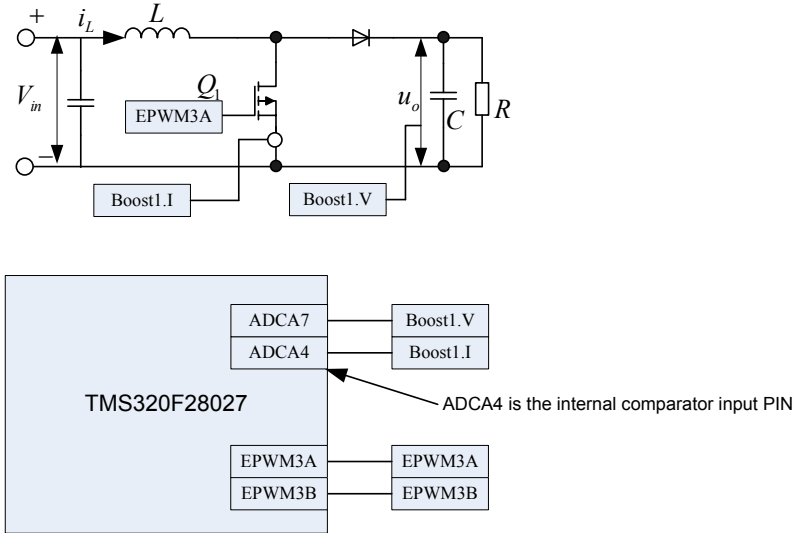 + i_L L
V_in
Q_1
EPWM3A
u_o
C
R
−
Boost1.I
Boost1.V
ADCA7 Boost1.V
ADCA4 Boost1.I
TMS320F28027
ADCA4 is the internal comparator input PIN
EPWM3A EPWM3A
EPWM3B EPWM3B